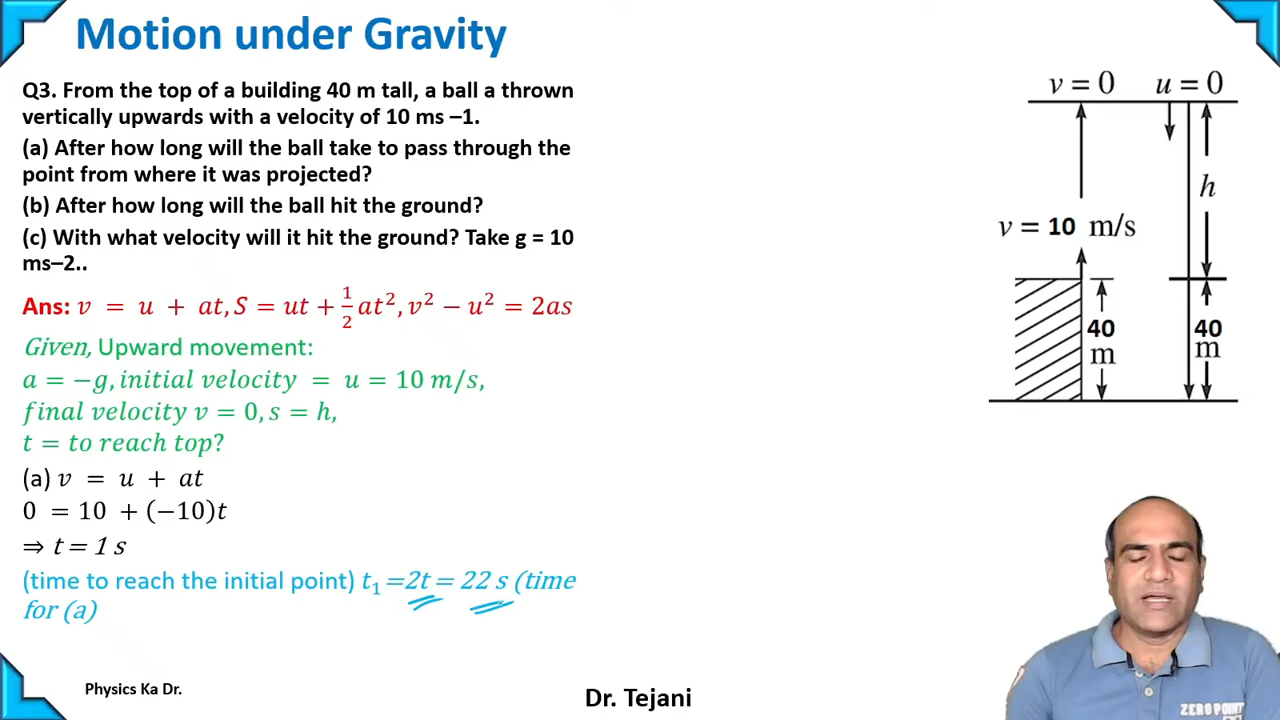 Motion under Gravity
Q3. From the top of a building 40 m tall, a ball a thrown
vertically upwards with a velocity of 10 ms –1.
(a) After how long will the ball take to pass through the
point from where it was projected?
(b) After how long will the ball hit the ground?
(c) With what velocity will it hit the ground? Take g = 10
ms–2..
Ans: v = u + at, S = ut + 1/2 at², v² − u² = 2as
Given, Upward movement:
a = −g, initial velocity = u = 10 m/s,
final velocity v = 0, s = h,
t = to reach top?
(a) v = u + at
0 = 10 + (−10)t
⇒ t = 1 s
(time to reach the initial point) t₁ =2t = 22 s (time
for (a)
v = 0 u = 0
h
v = 10 m/s
40 m
40 m
ZERO POINT
Physics Ka Dr.
Dr. Tejani